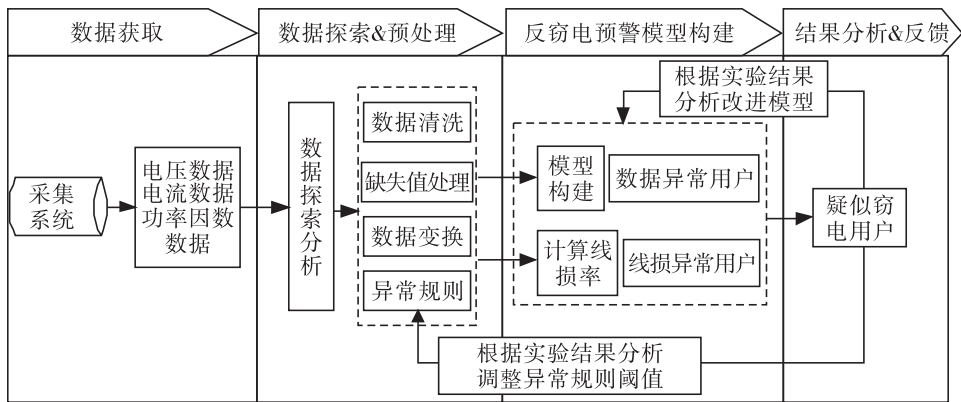 数据获取
数据探索&预处理
反窃电预警模型构建
结果分析&反馈
采集
系统
电压数据
电流数据
功率因数
数据
数据探索分析
数据清洗
缺失值处理
数据变换
异常规则
根据实验结果
分析改进模型
模型
构建
数据异常用户
计算线
损率
线损异常用户
疑似窃
电用户
根据实验结果分析
调整异常规则阈值